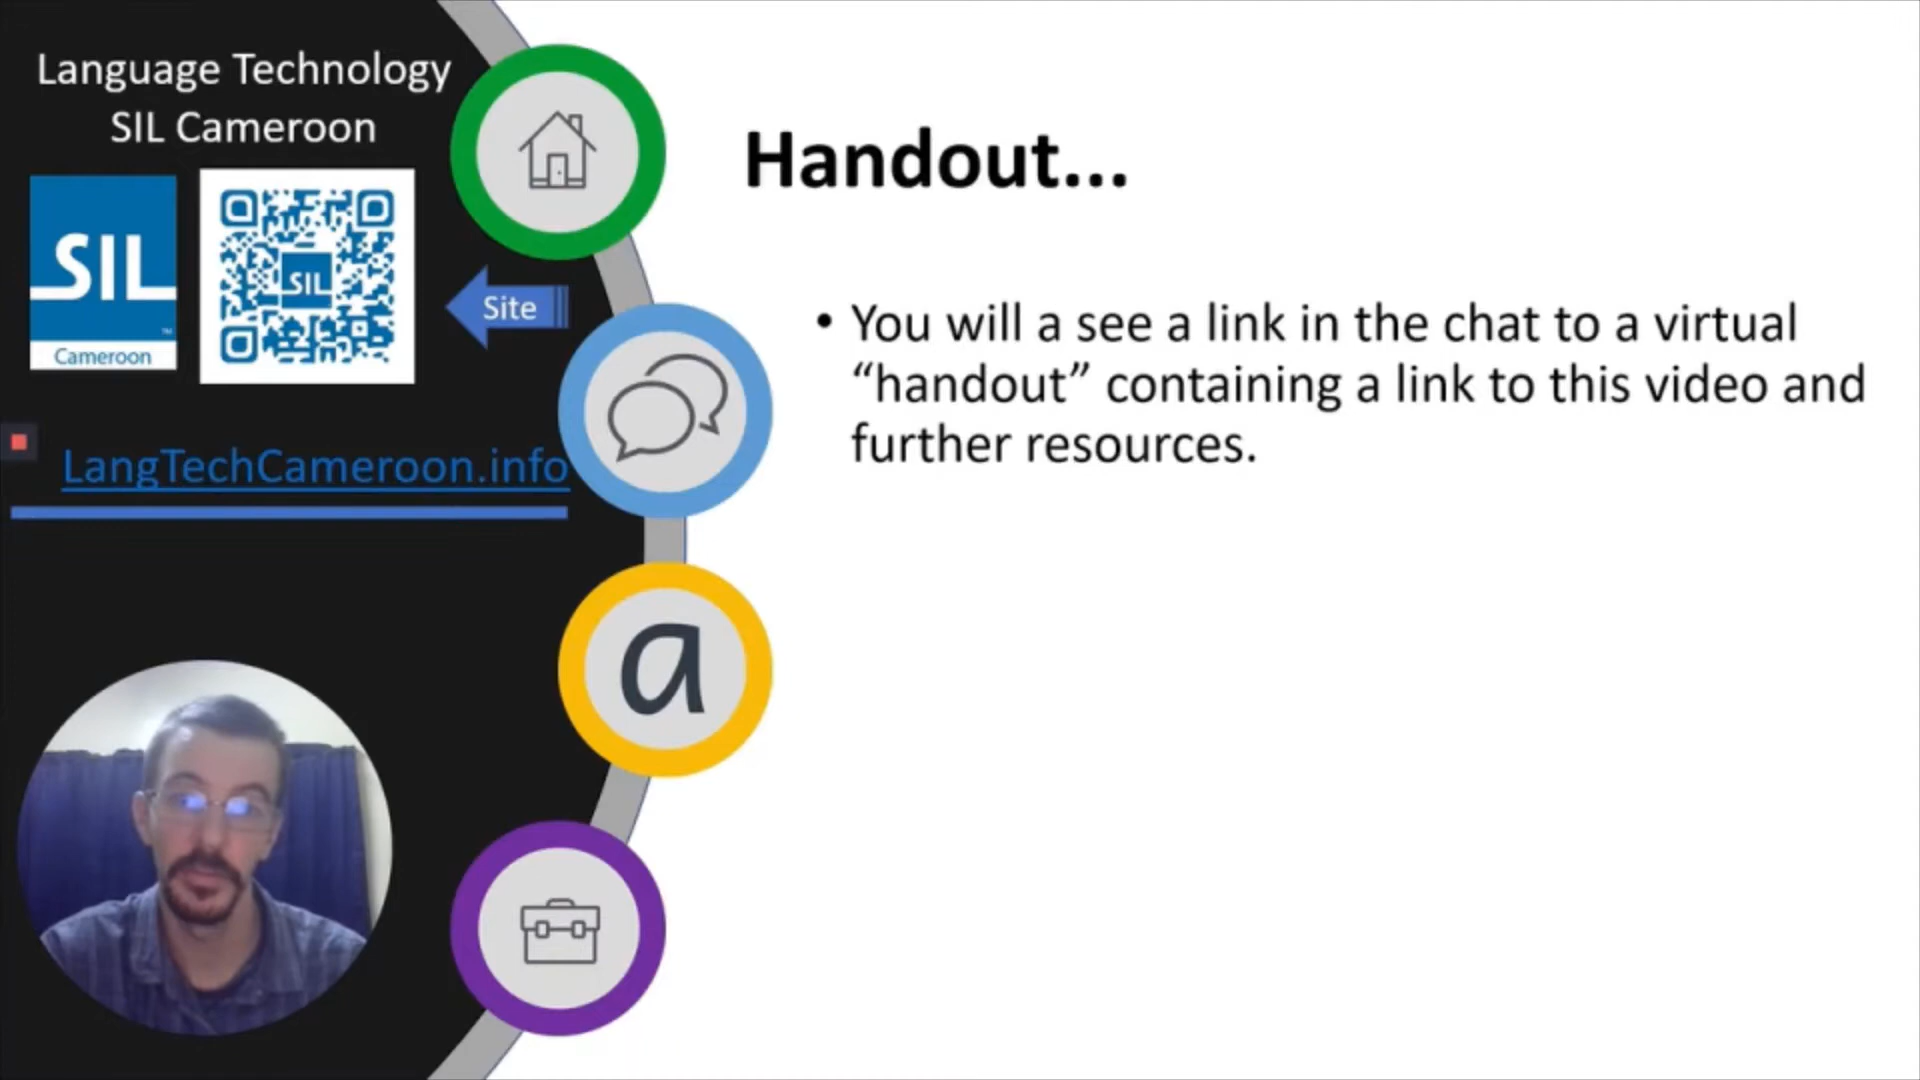 Language Technology
SIL Cameroon
SIL
TM
Cameroon
SIL
Site
LangTechCameroon.info
a
Handout...
• You will a see a link in the chat to a virtual
“handout” containing a link to this video and
further resources.